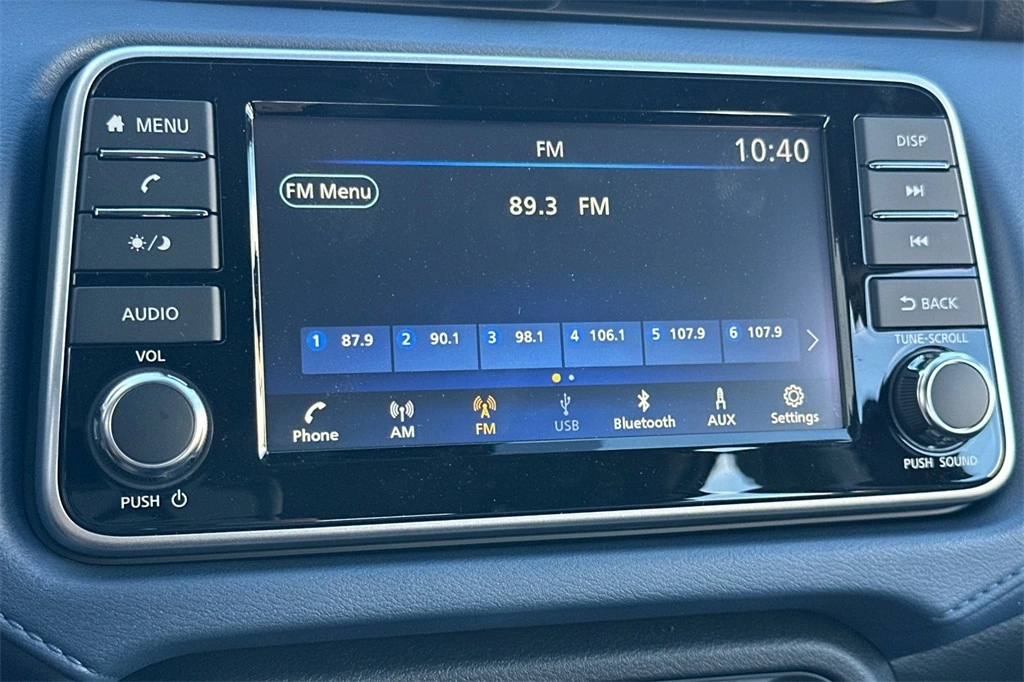 MENU
AUDIO
VOL
PUSH
FM
10:40
FM Menu
89.3 FM
1 87.9 2 90.1 3 98.1 4 106.1 5 107.9 6 107.9
Phone AM FM USB Bluetooth AUX Settings
DISP
BACK
TUNE·SCROLL
PUSH SOUND